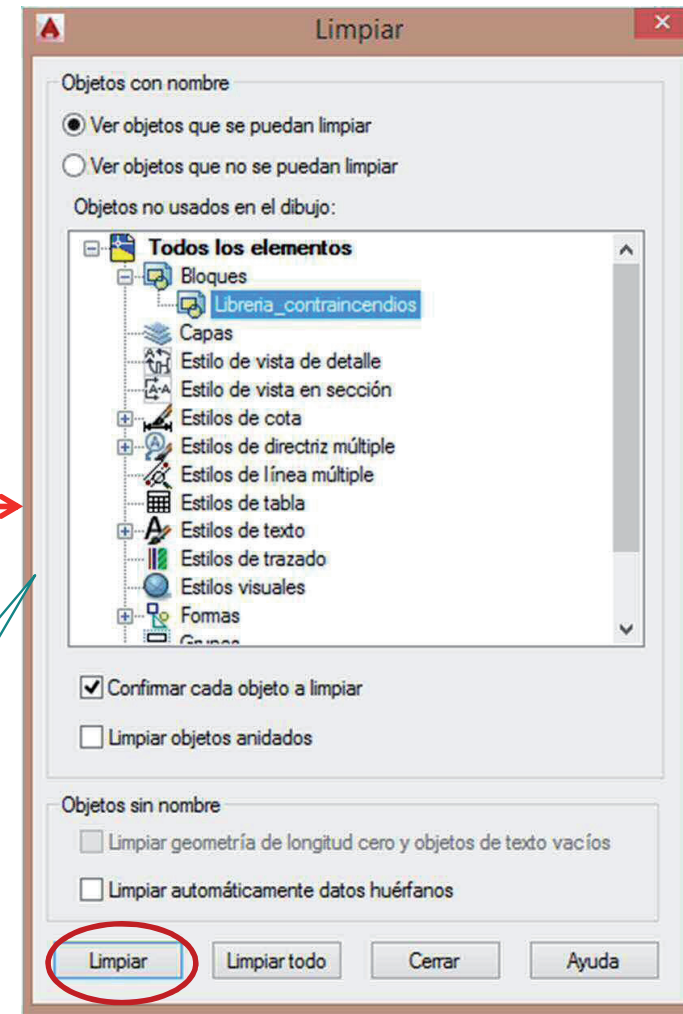 Limpiar
Objetos con nombre
Ver objetos que se puedan limpiar
Ver objetos que no se puedan limpiar
Objetos no usados en el dibujo:
Todos los elementos
Bloques
Libreria_contraincendios
Capas
Estilo de vista de detalle
Estilo de vista en sección
Estilos de cota
Estilos de directriz múltiple
Estilos de línea múltiple
Estilos de tabla
Estilos de texto
Estilos de trazado
Estilos visuales
Formas
Grupos
Confirmar cada objeto a limpiar
Limpiar objetos anidados
Objetos sin nombre
Limpiar geometría de longitud cero y objetos de texto vacíos
Limpiar automáticamente datos huérfanos
Limpiar Limpiar todo Cerrar Ayuda